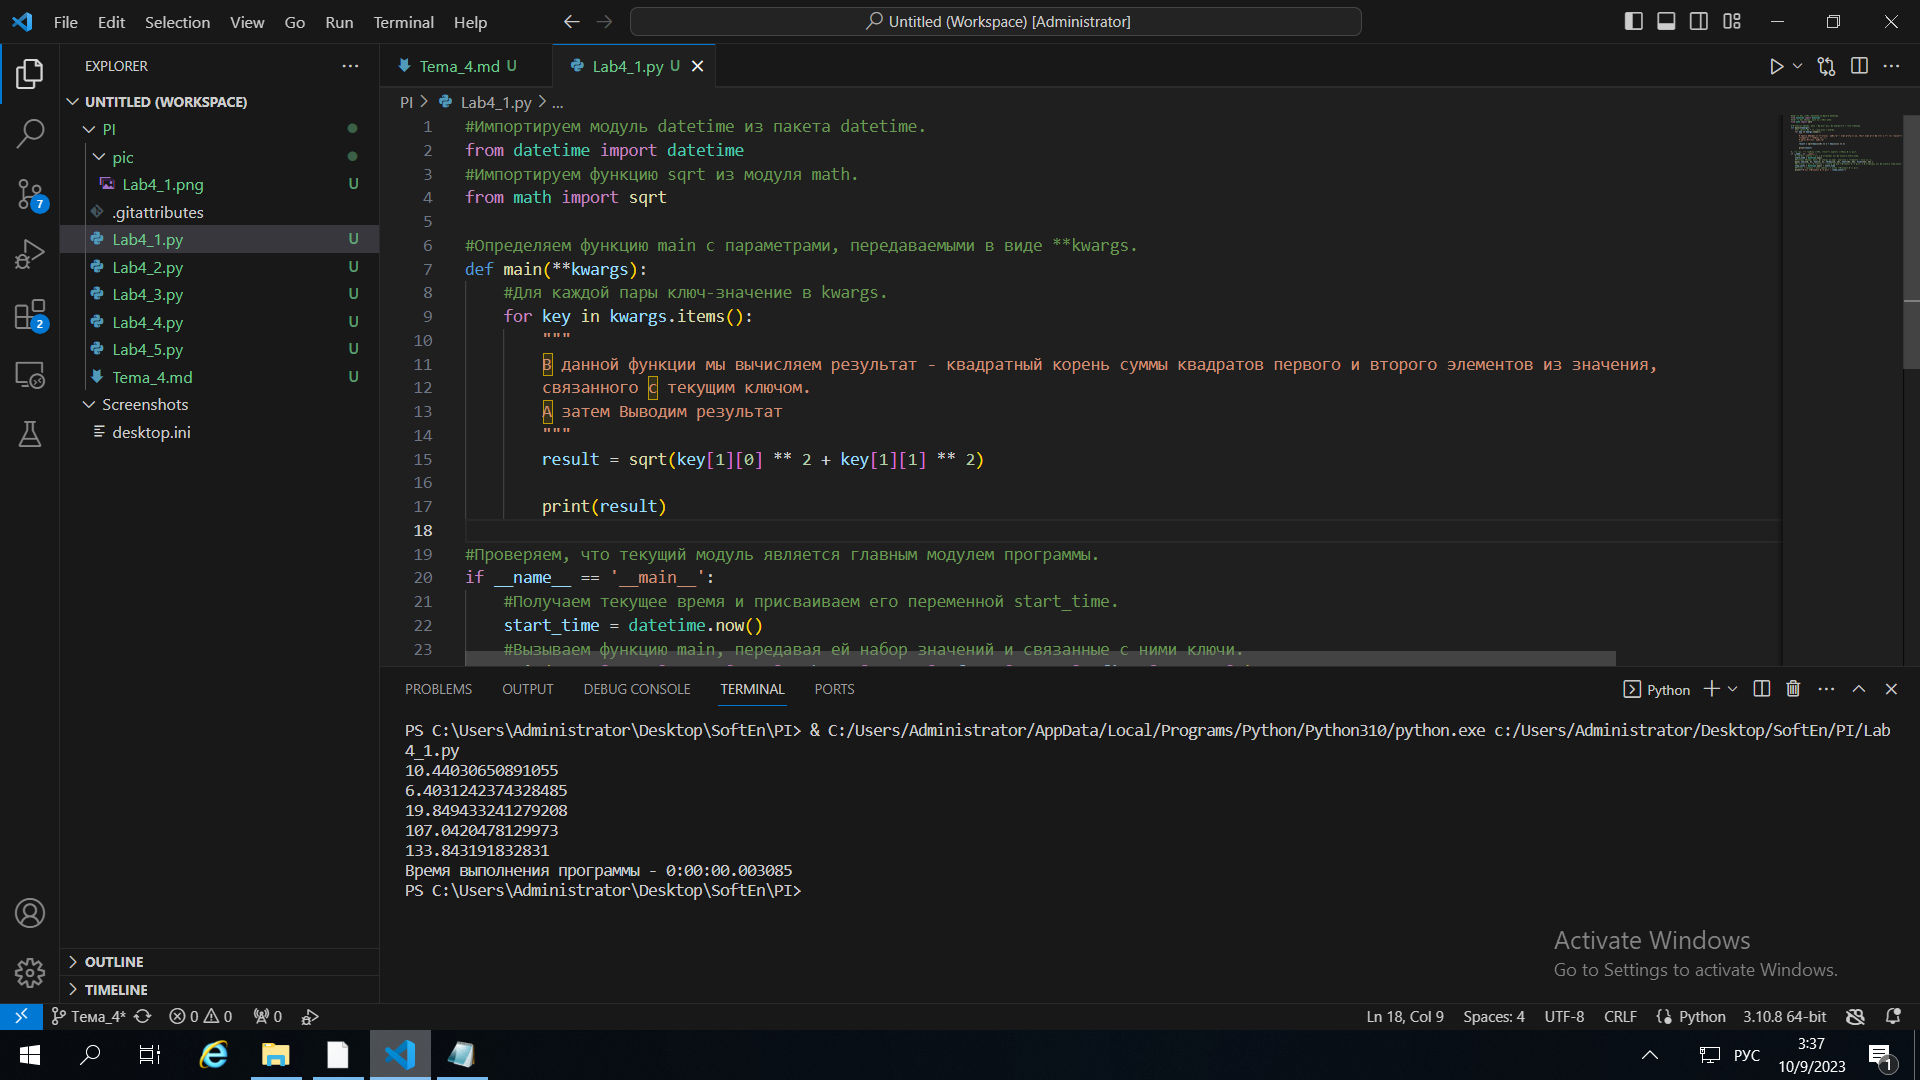 File Edit Selection View Go Run Terminal Help
Untitled (Workspace) [Administrator]
EXPLORER
UNTITLED (WORKSPACE)
PI
pic
Lab4_1.png U
.gitattributes
Lab4_1.py U
Lab4_2.py U
Lab4_3.py U
Lab4_4.py U
Lab4_5.py U
Tema_4.md U
Screenshots
desktop.ini
7
2
OUTLINE
TIMELINE
Tema_4.md U
Lab4_1.py U
PI > Lab4_1.py > ...
1 #Импортируем модуль datetime из пакета datetime.
2 from datetime import datetime
3 #Импортируем функцию sqrt из модуля math.
4 from math import sqrt
5
6 #Определяем функцию main с параметрами, передаваемыми в виде **kwargs.
7 def main(**kwargs):
8 #Для каждой пары ключ-значение в kwargs.
9 for key in kwargs.items():
10 """
11 В данной функции мы вычисляем результат - квадратный корень суммы квадратов первого и второго элементов из значения,
12 связанного с текущим ключом.
13 А затем Выводим результат
14 """
15 result = sqrt(key[1][0] ** 2 + key[1][1] ** 2)
16
17 print(result)
18
19 #Проверяем, что текущий модуль является главным модулем программы.
20 if __name__ == '__main__':
21 #Получаем текущее время и присваиваем его переменной start_time.
22 start_time = datetime.now()
23 #Вызываем функцию main, передавая ей набор значений и связанные с ними ключи.
PROBLEMS OUTPUT DEBUG CONSOLE TERMINAL PORTS
Python
PS C:\Users\Administrator\Desktop\SoftEn\PI> & C:/Users/Administrator/AppData/Local/Programs/Python/Python310/python.exe c:/Users/Administrator/Desktop/SoftEn/PI/Lab
4_1.py
10.44030650891055
6.4031242374328485
19.849433241279208
107.0420478129973
133.843191832831
Время выполнения программы - 0:00:00.003085
PS C:\Users\Administrator\Desktop\SoftEn\PI>
Activate Windows
Go to Settings to activate Windows.
Тема_4* 0 0 0
Ln 18, Col 9 Spaces: 4 UTF-8 CRLF Python 3.10.8 64-bit
РУС
3:37
10/9/2023
1